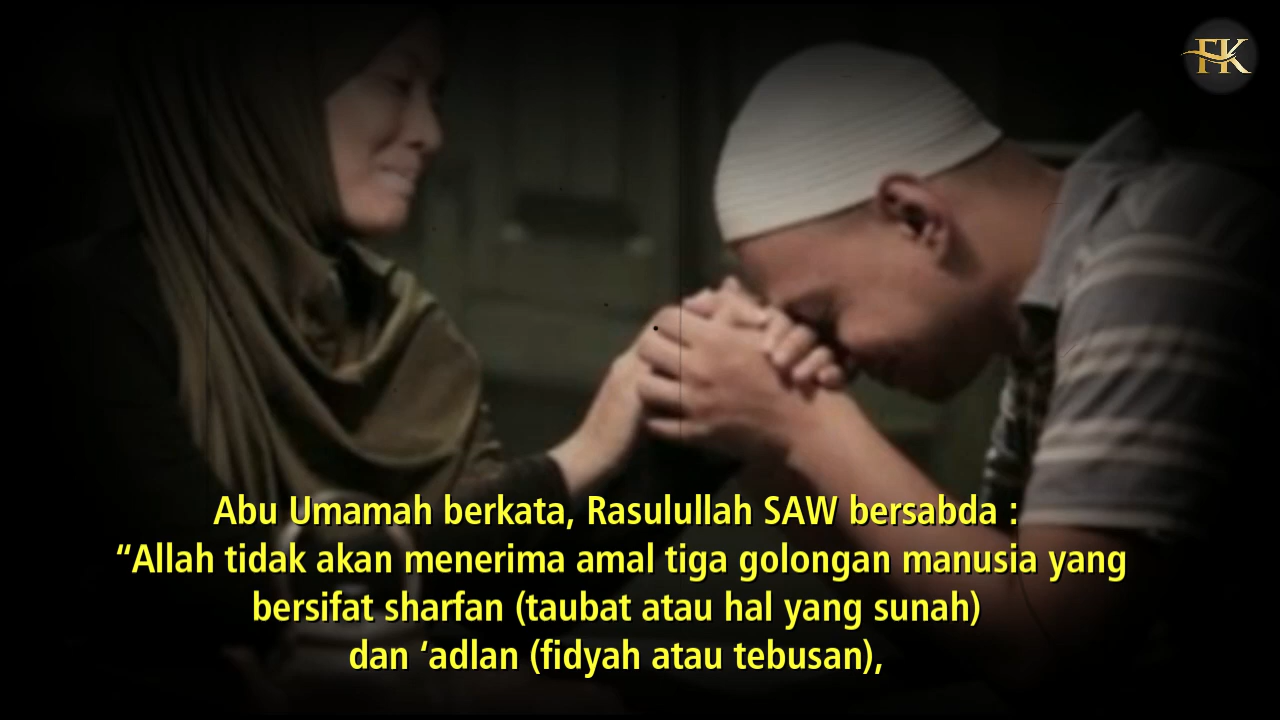 FK
Abu Umamah berkata, Rasulullah SAW bersabda :
“Allah tidak akan menerima amal tiga golongan manusia yang
bersifat sharfan (taubat atau hal yang sunah)
dan ‘adlan (fidyah atau tebusan),